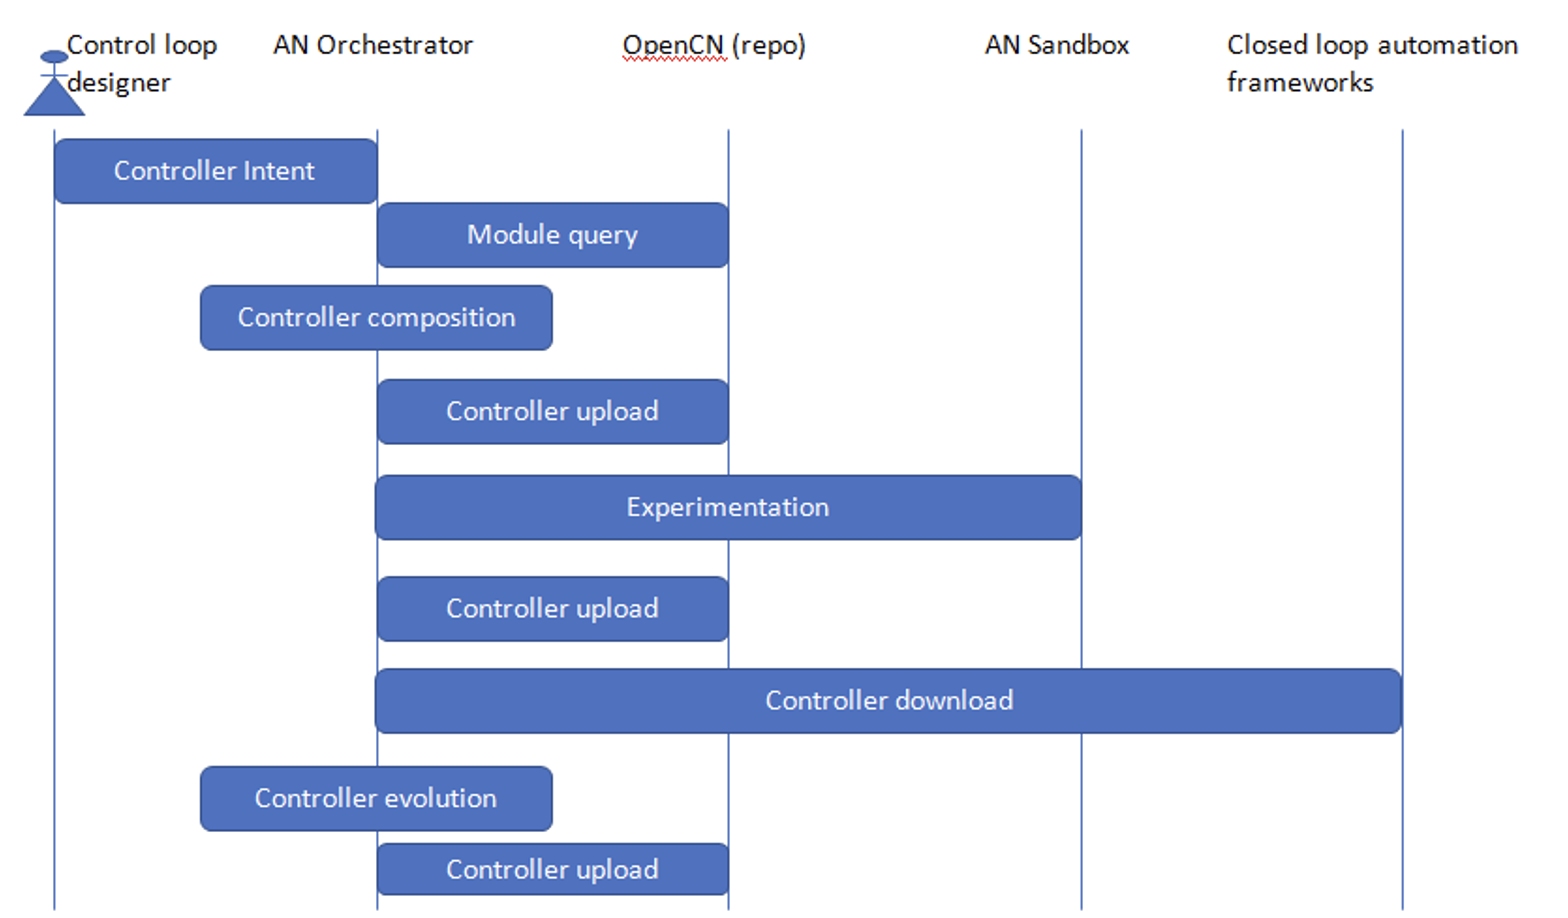 Control loop
designer
AN Orchestrator
OpenCN (repo)
AN Sandbox
Closed loop automation
frameworks
Controller Intent
Module query
Controller composition
Controller upload
Experimentation
Controller upload
Controller download
Controller evolution
Controller upload